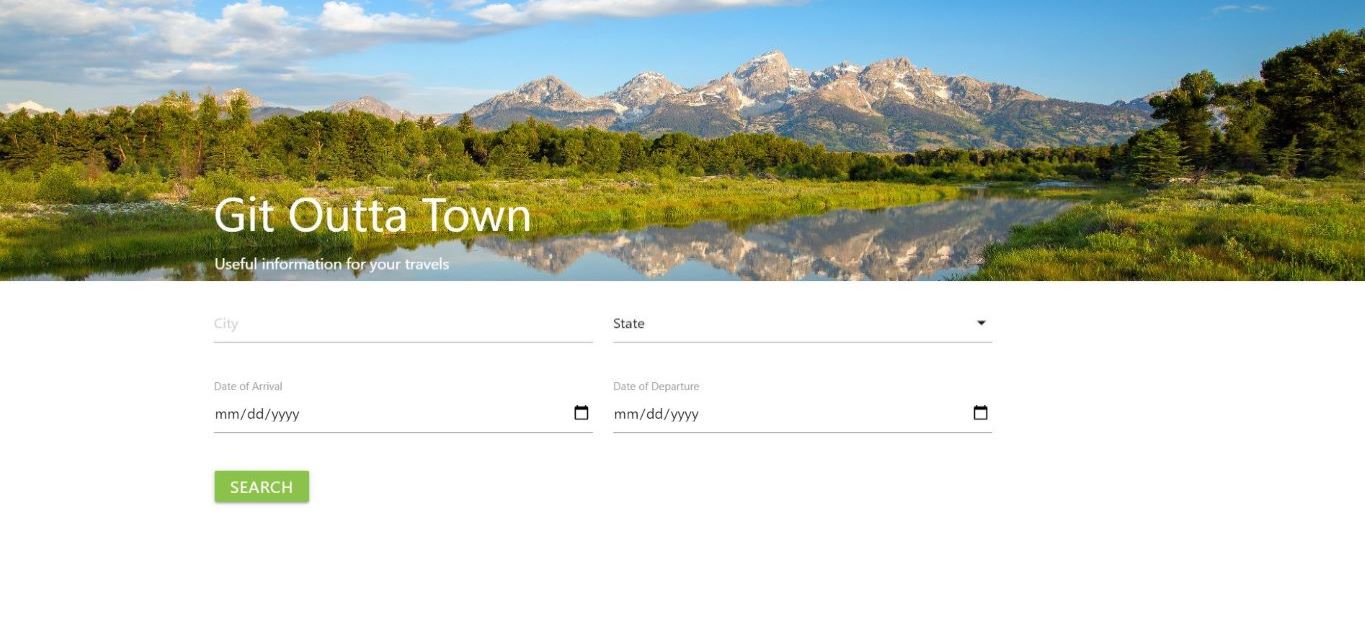 Git Outta Town
Useful information for your travels
City
State
Date of Arrival
Date of Departure
mm/dd/yyyy
mm/dd/yyyy
SEARCH